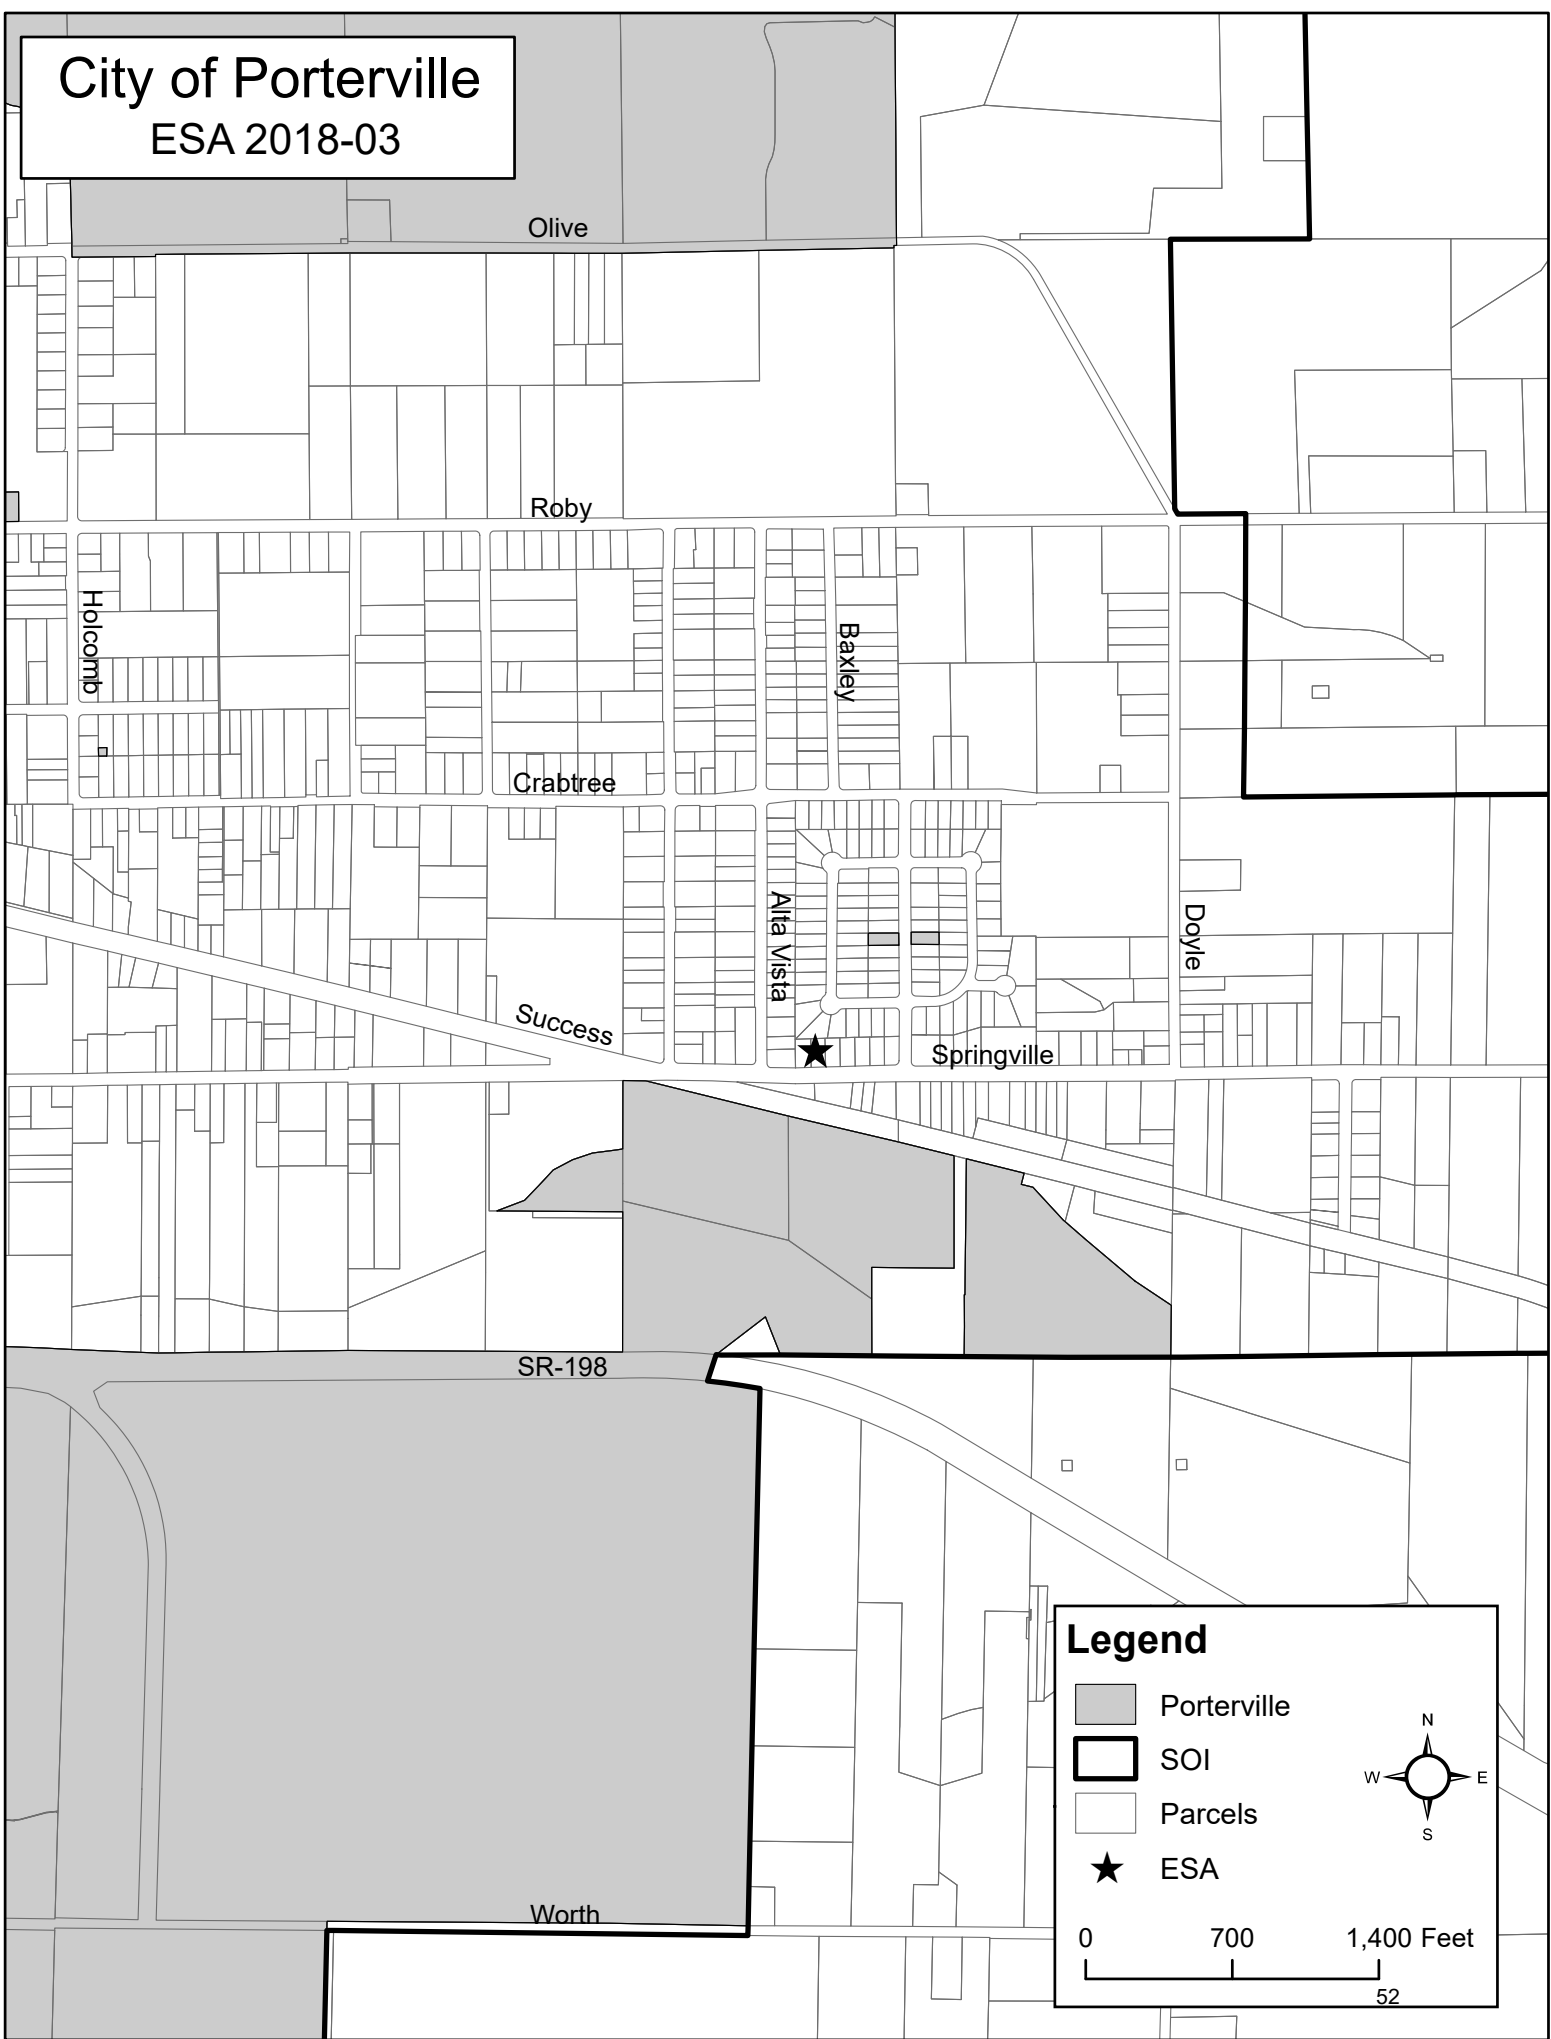 City of Porterville
ESA 2018-03
Olive
Roby
Holcomb
Baxley
Crabtree
Alta Vista
Doyle
Success
Springville
SR-198
Worth
Legend
Porterville
SOI
Parcels
ESA
N
W
E
S
0 700 1,400 Feet
52